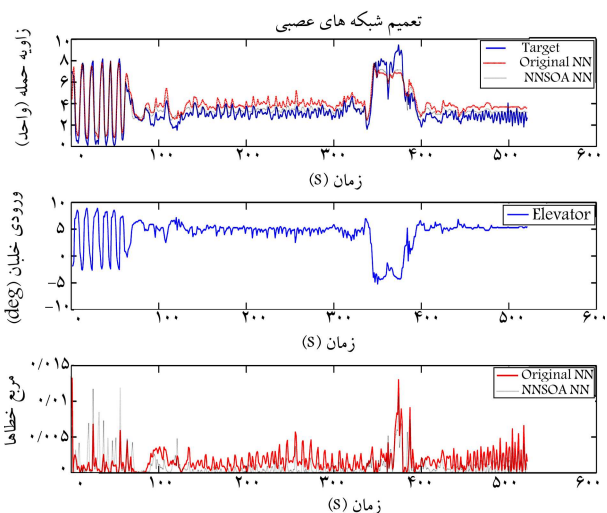 تعمیم شبکه های عصبی
زاویه حمله (واحد)
۱۰
۸
۶
۴
۲
۰
Target
Original NN
NNSOA NN
۰ ۱۰۰ ۲۰۰ ۳۰۰ ۴۰۰ ۵۰۰ ۶۰۰
زمان (S)
ورودی خلبان (deg)
۱۰
۵
۰
−۵
−۱۰
Elevator
۰ ۱۰۰ ۲۰۰ ۳۰۰ ۴۰۰ ۵۰۰ ۶۰۰
زمان (S)
مربع خطاها
۰/۰۱۵
۰/۰۱
۰/۰۰۵
۰
Original NN
NNSOA NN
۰ ۱۰۰ ۲۰۰ ۳۰۰ ۴۰۰ ۵۰۰ ۶۰۰
زمان (S)